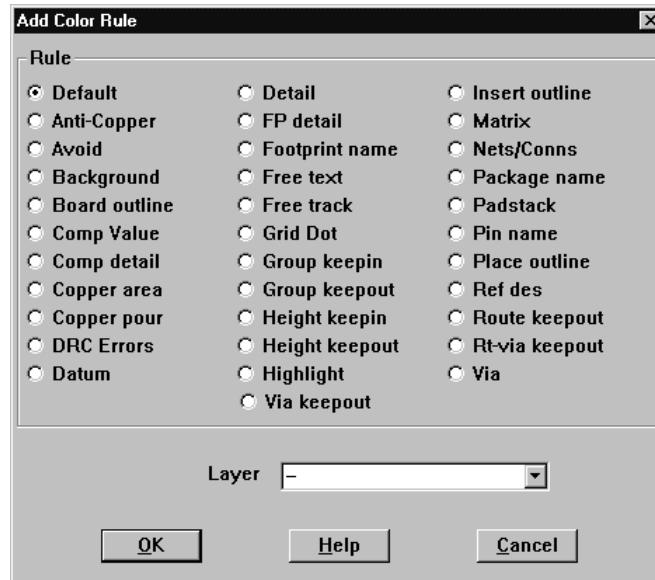 Add Color Rule
Rule
Default
Anti-Copper
Avoid
Background
Board outline
Comp Value
Comp detail
Copper area
Copper pour
DRC Errors
Datum
Detail
FP detail
Footprint name
Free text
Free track
Grid Dot
Group keepin
Group keepout
Height keepin
Height keepout
Highlight
Via keepout
Insert outline
Matrix
Nets/Conns
Package name
Padstack
Pin name
Place outline
Ref des
Route keepout
Rt-via keepout
Via
Layer –
OK Help Cancel